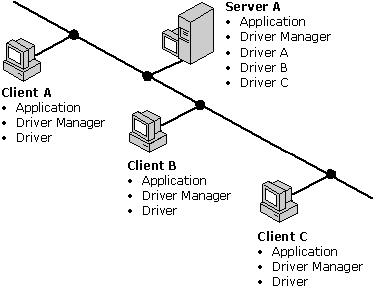 Server A
• Application
• Driver Manager
• Driver A
• Driver B
• Driver C
Client A
• Application
• Driver Manager
• Driver
Client B
• Application
• Driver Manager
• Driver
Client C
• Application
• Driver Manager
• Driver